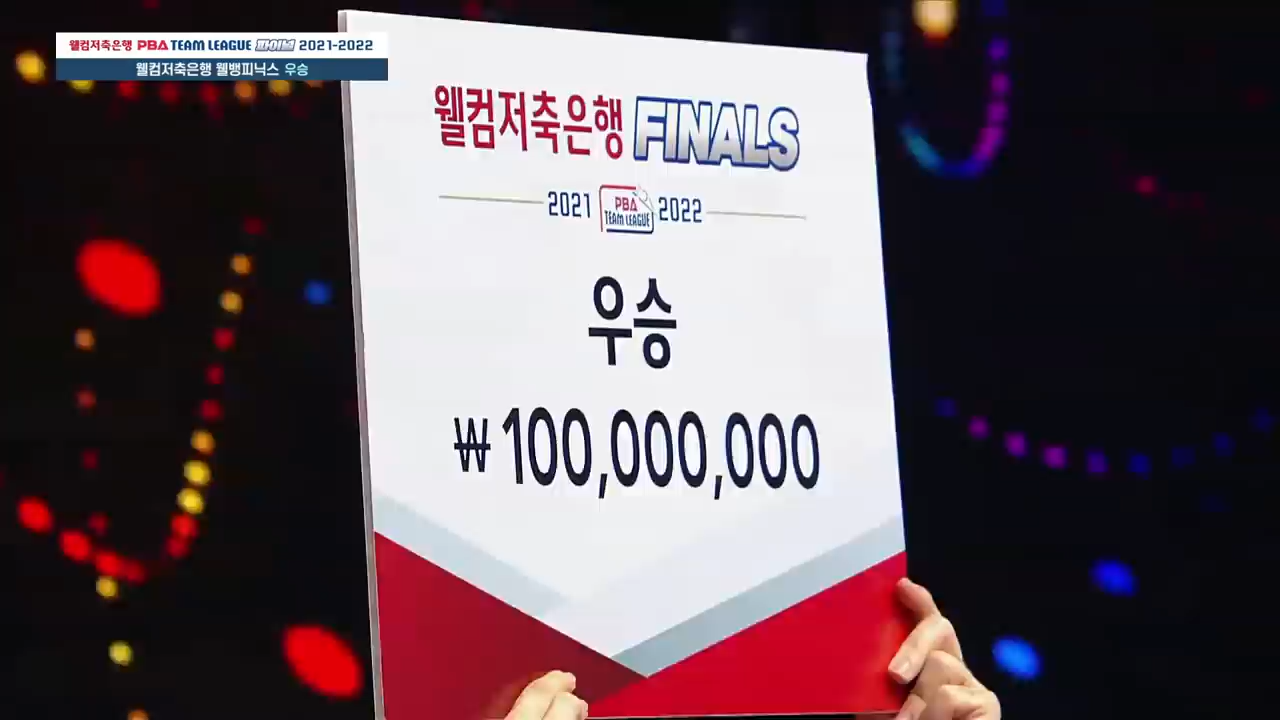 웰컴저축은행 PBA TEAM LEAGUE 파이널 2021-2022
웰컴저축은행 웰뱅피닉스 우승
웰컴저축은행 FINALS
2021 PBA TEAM LEAGUE 2022
우승
₩100,000,000